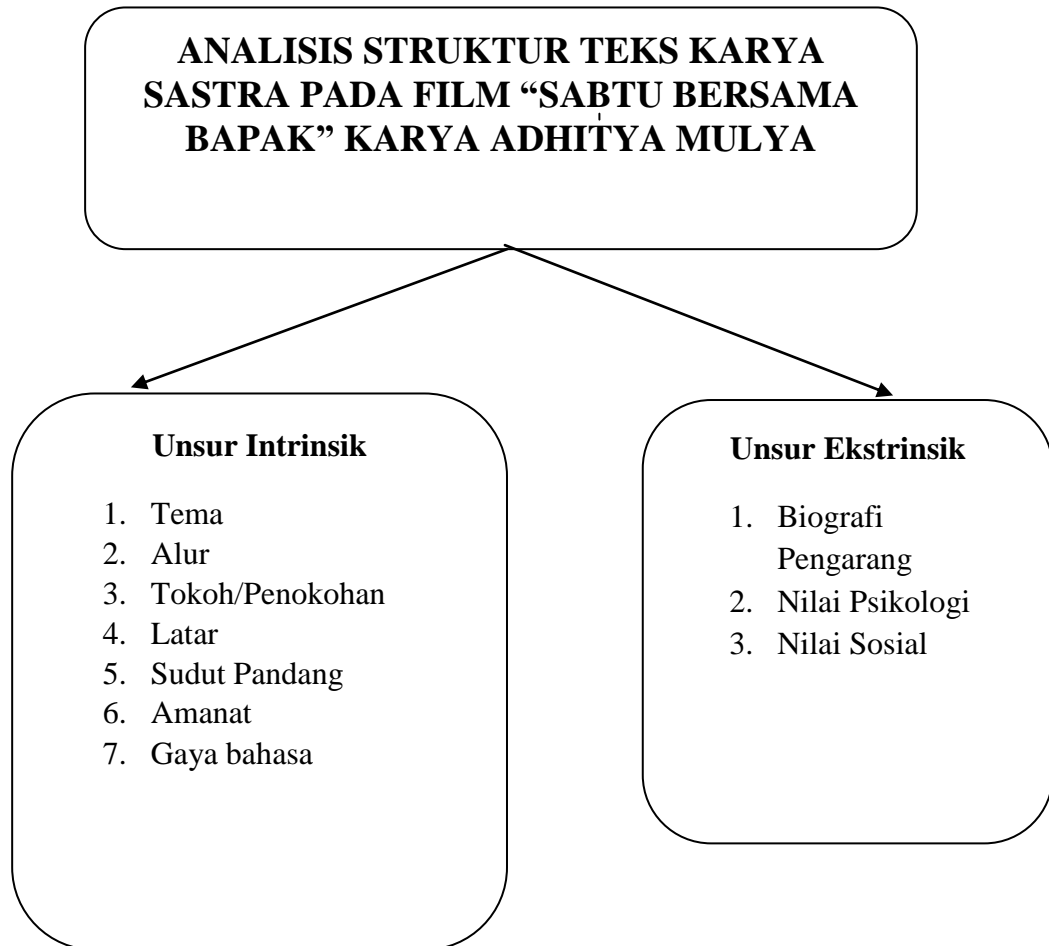 ANALISIS STRUKTUR TEKS KARYA
SASTRA PADA FILM “SABTU BERSAMA
BAPAK” KARYA ADHITYA MULYA
Unsur Intrinsik
1. Tema
2. Alur
3. Tokoh/Penokohan
4. Latar
5. Sudut Pandang
6. Amanat
7. Gaya bahasa
Unsur Ekstrinsik
1. Biografi
Pengarang
2. Nilai Psikologi
3. Nilai Sosial